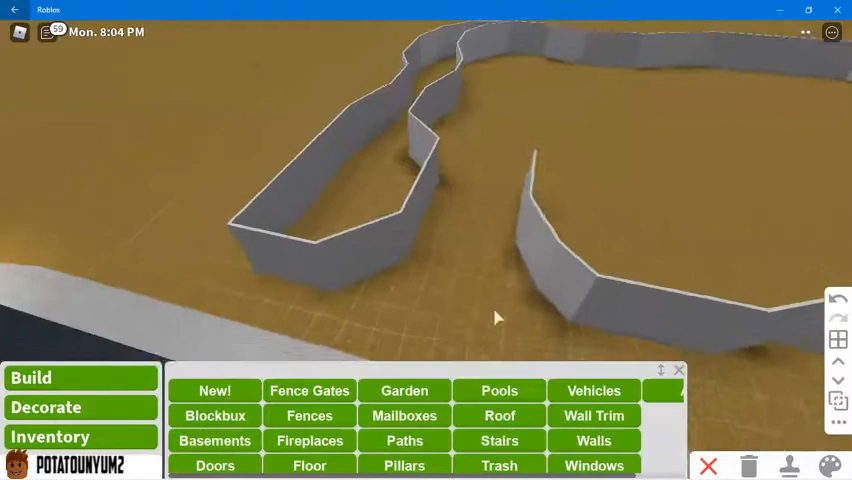 Roblox
59 Mon. 8:04 PM
Build
Decorate
Inventory
POTATOUNYUM2
New! Fence Gates Garden Pools Vehicles
Blockbux Fences Mailboxes Roof Wall Trim
Basements Fireplaces Paths Stairs Walls
Doors Floor Pillars Trash Windows